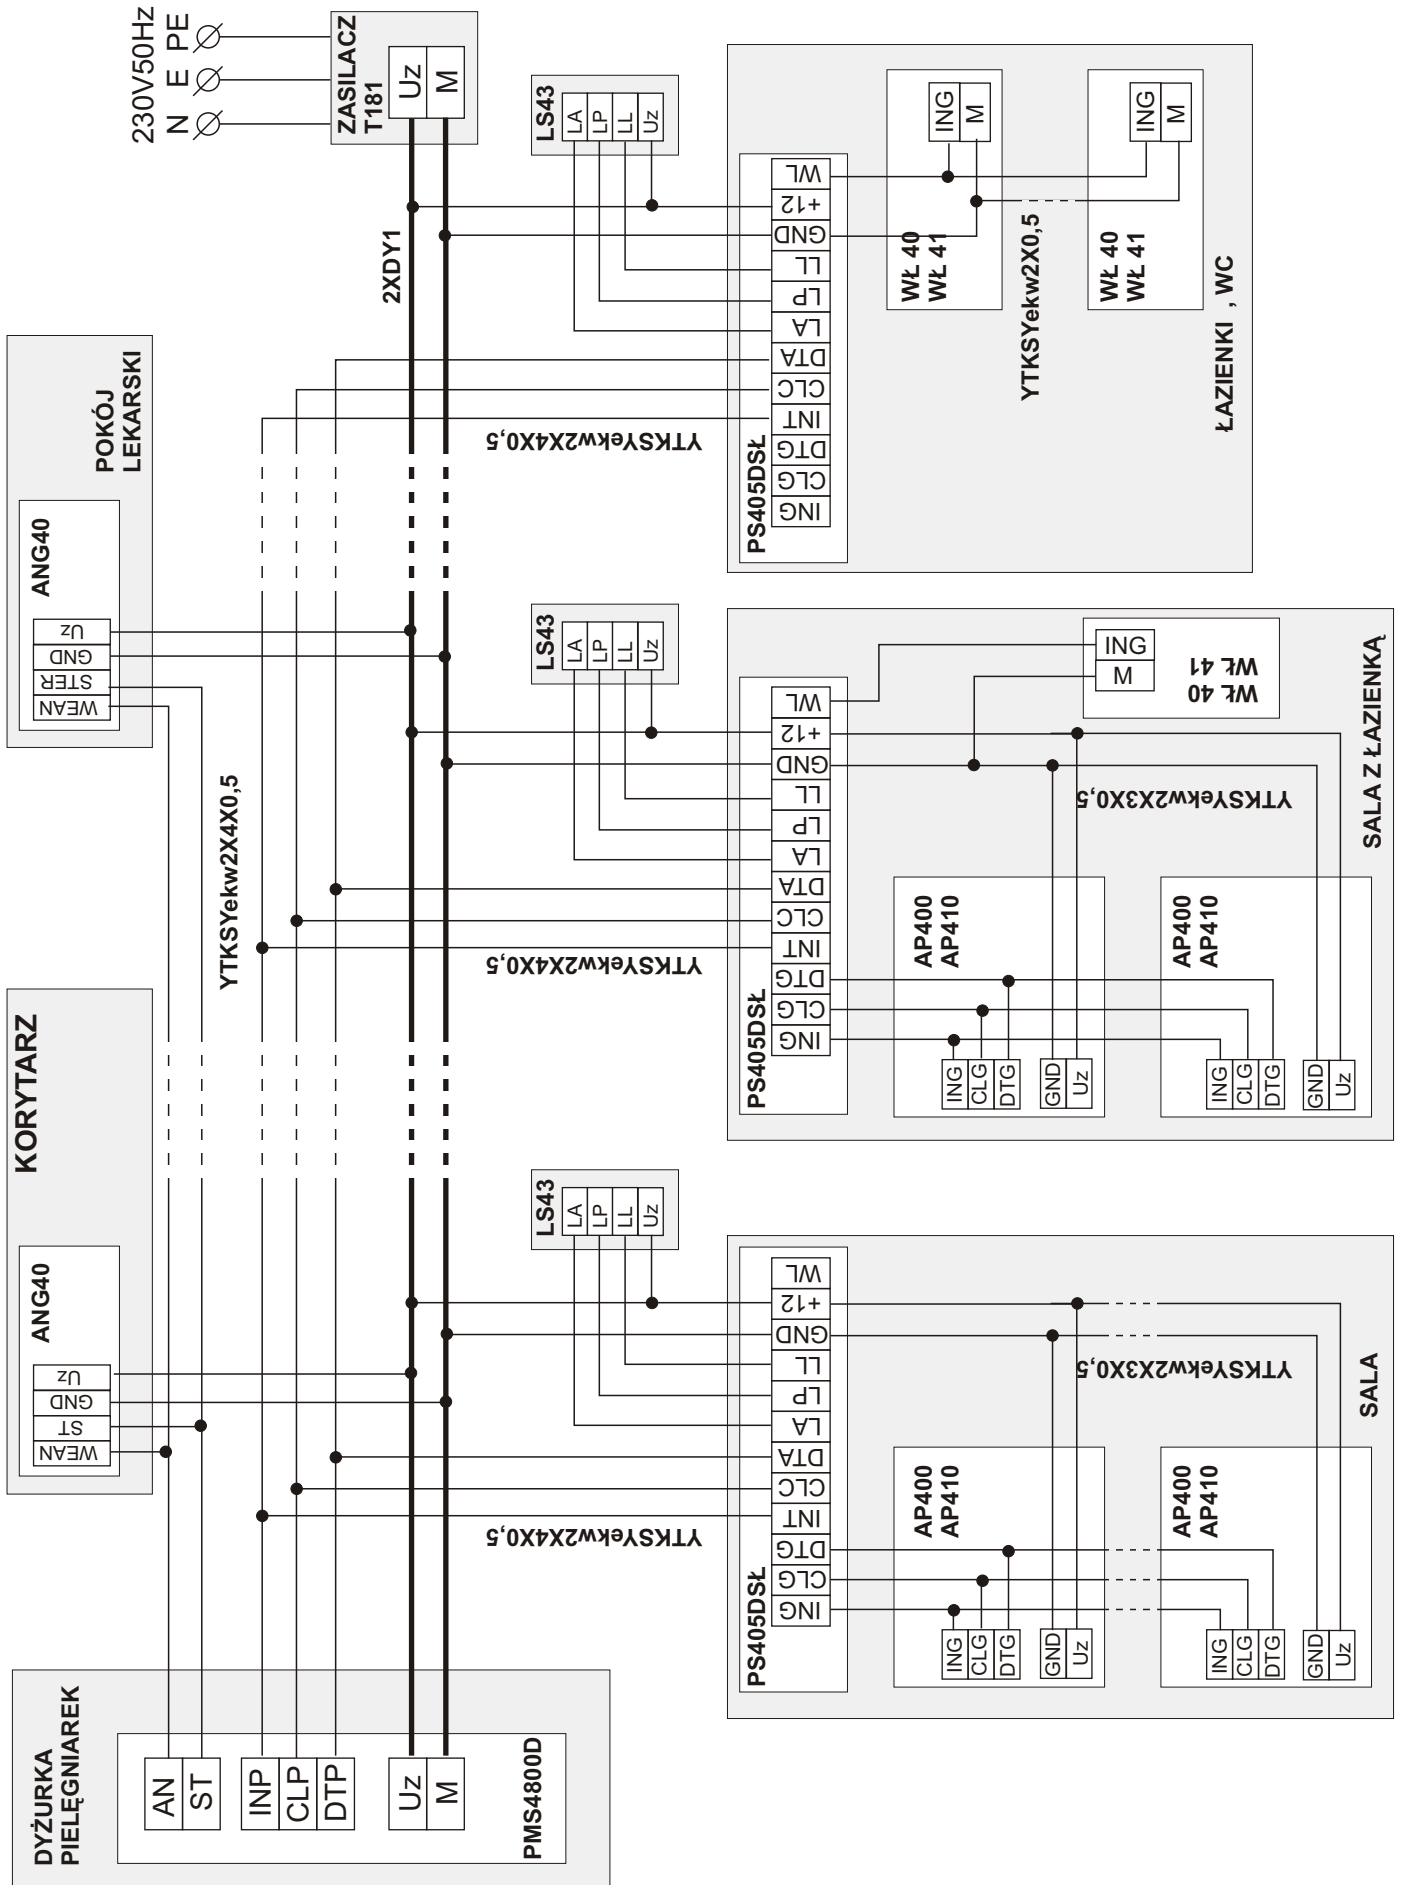 230V50Hz
N E PE
ZASILACZ
T181
Uz
M
2XDY1
POKÓJ
LEKARSKI
ANG40
Uz
GND
STER
WEAN
YTKSYekw2X4X0,5
KORYTARZ
ANG40
Uz
GND
ST
WEAN
DYŻURKA
PIELĘGNIAREK
AN
ST
INP
CLP
DTP
Uz
M
PMS4800D
LS43
LA
LP
LL
Uz
YTKSYekw2X4X0,5
PS405DSŁ
WL
+12
GND
LL
LP
LA
DTA
CLC
INT
DTG
CLG
ING
ING
M
WŁ 40
WŁ 41
YTKSYekw2X0,5
ING
M
WŁ 40
WŁ 41
ŁAZIENKI , WC
LS43
LA
LP
LL
Uz
YTKSYekw2X4X0,5
PS405DSŁ
WL
+12
GND
LL
LP
LA
DTA
CLC
INT
DTG
CLG
ING
ING
M
WŁ 40
WŁ 41
YTKSYekw2X3X0,5
AP400
AP410
ING
CLG
DTG
GND
Uz
AP400
AP410
ING
CLG
DTG
GND
Uz
SALA Z ŁAZIENKĄ
LS43
LA
LP
LL
Uz
YTKSYekw2X4X0,5
PS405DSŁ
WL
+12
GND
LL
LP
LA
DTA
CLC
INT
DTG
CLG
ING
YTKSYekw2X3X0,5
AP400
AP410
ING
CLG
DTG
GND
Uz
AP400
AP410
ING
CLG
DTG
GND
Uz
SALA